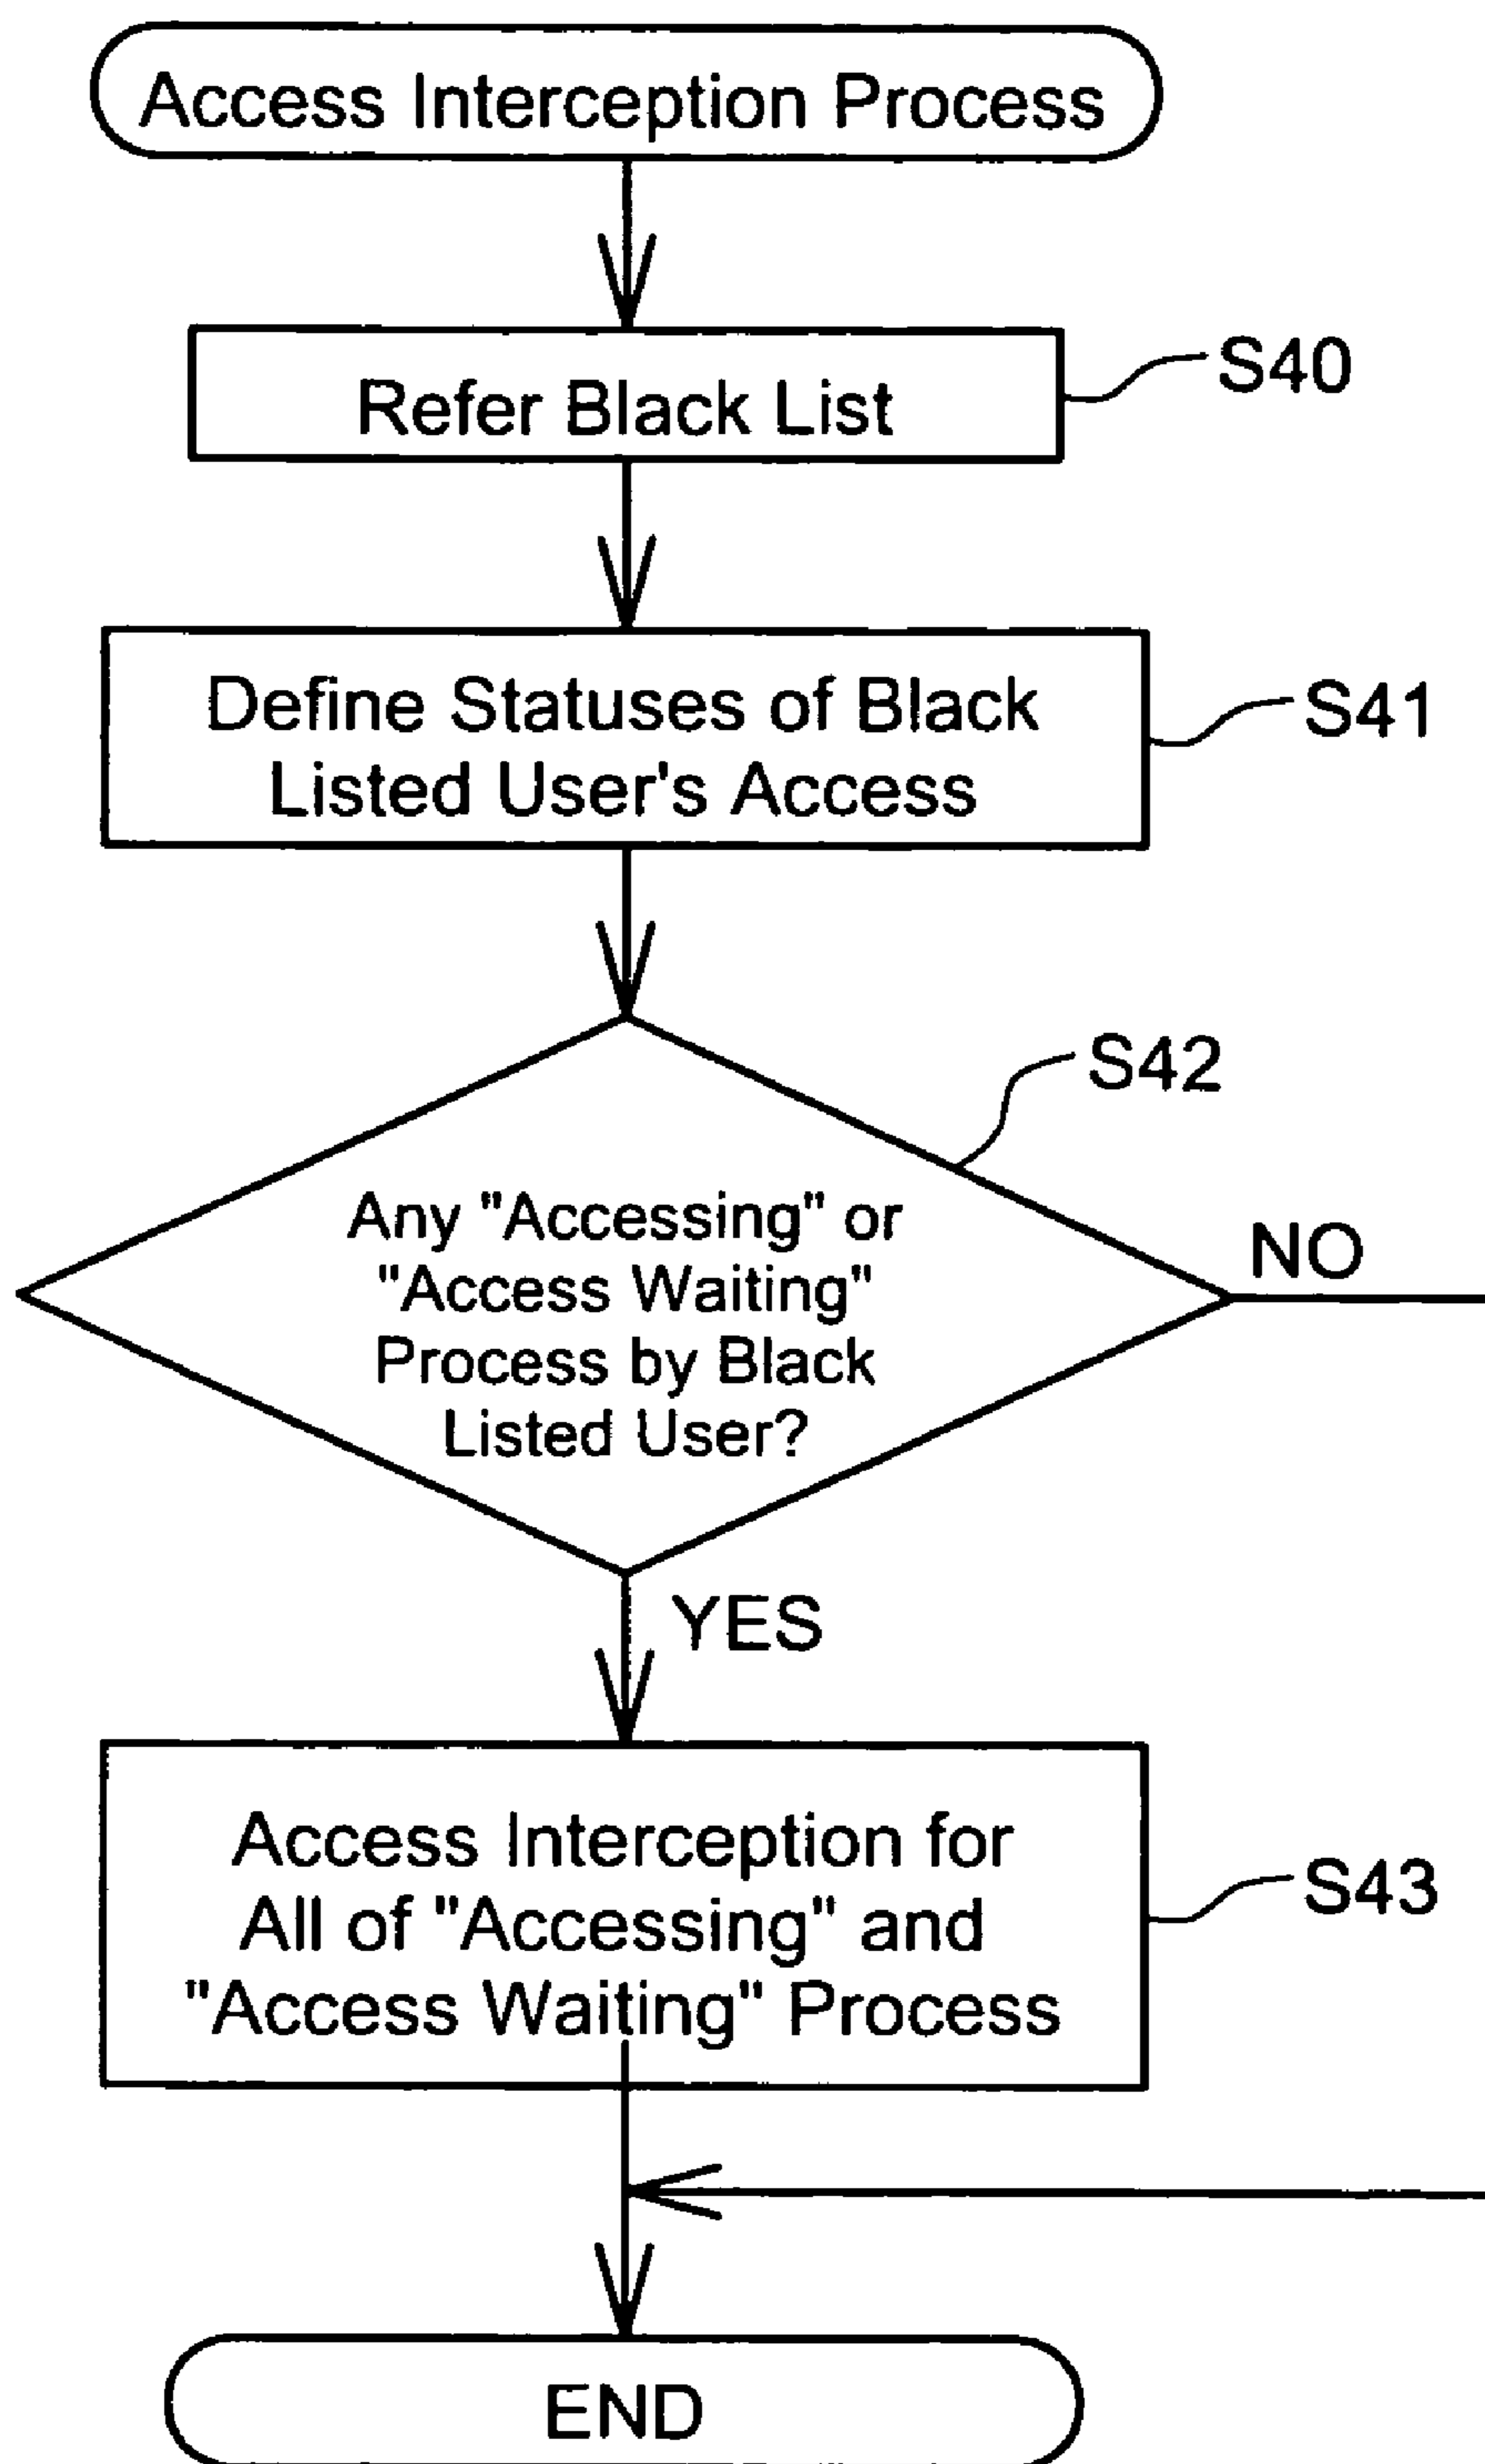 Access Interception Process
Refer Black List
S40
Define Statuses of Black
Listed User's Access
S41
S42
Any "Accessing" or
"Access Waiting"
Process by Black
Listed User?
NO
YES
Access Interception for
All of "Accessing" and
"Access Waiting" Process
S43
END